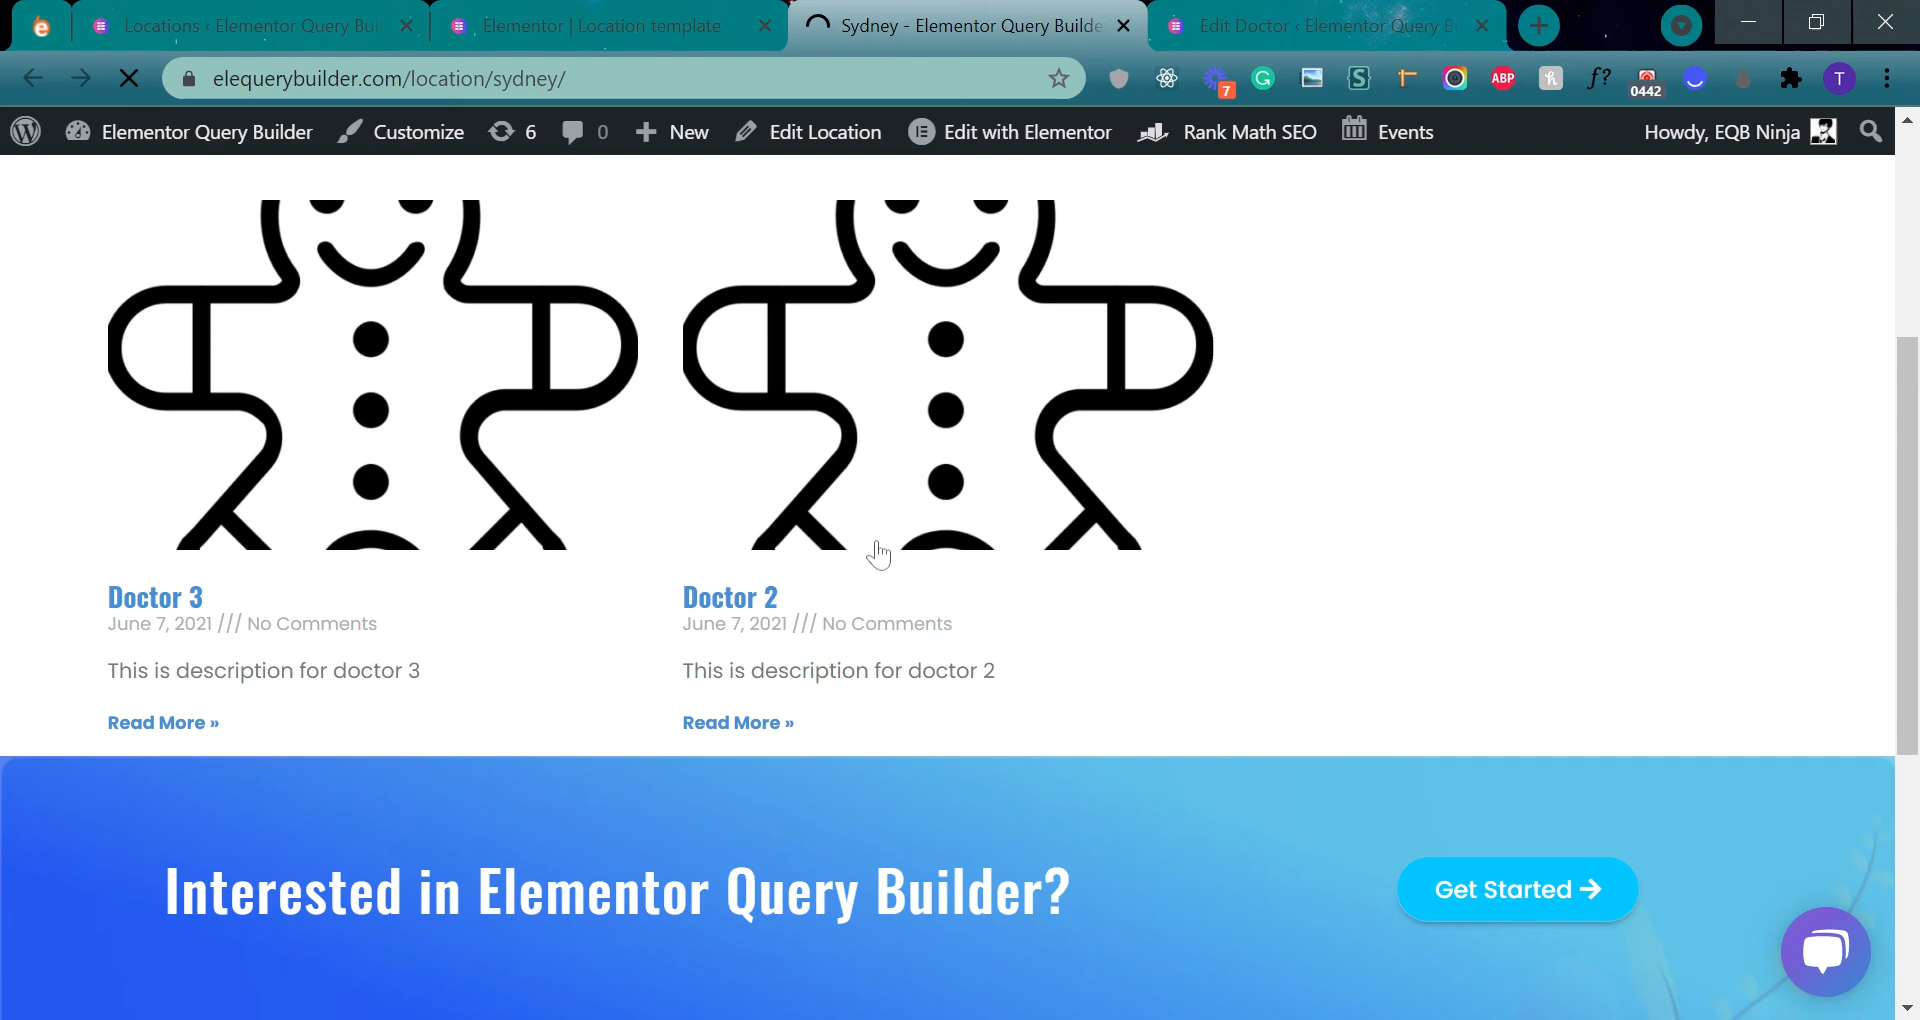 Locations ‹ Elementor Query Buil
Elementor | Location template
Sydney - Elementor Query Builde
Edit Doctor ‹ Elementor Query B
elequerybuilder.com/location/sydney/
7
ABP
f?
0442
T
Elementor Query Builder
Customize
6
0
New
Edit Location
Edit with Elementor
Rank Math SEO
Events
Howdy, EQB Ninja
Doctor 3
June 7, 2021 /// No Comments
This is description for doctor 3
Read More »
Doctor 2
June 7, 2021 /// No Comments
This is description for doctor 2
Read More »
Interested in Elementor Query Builder?
Get Started →